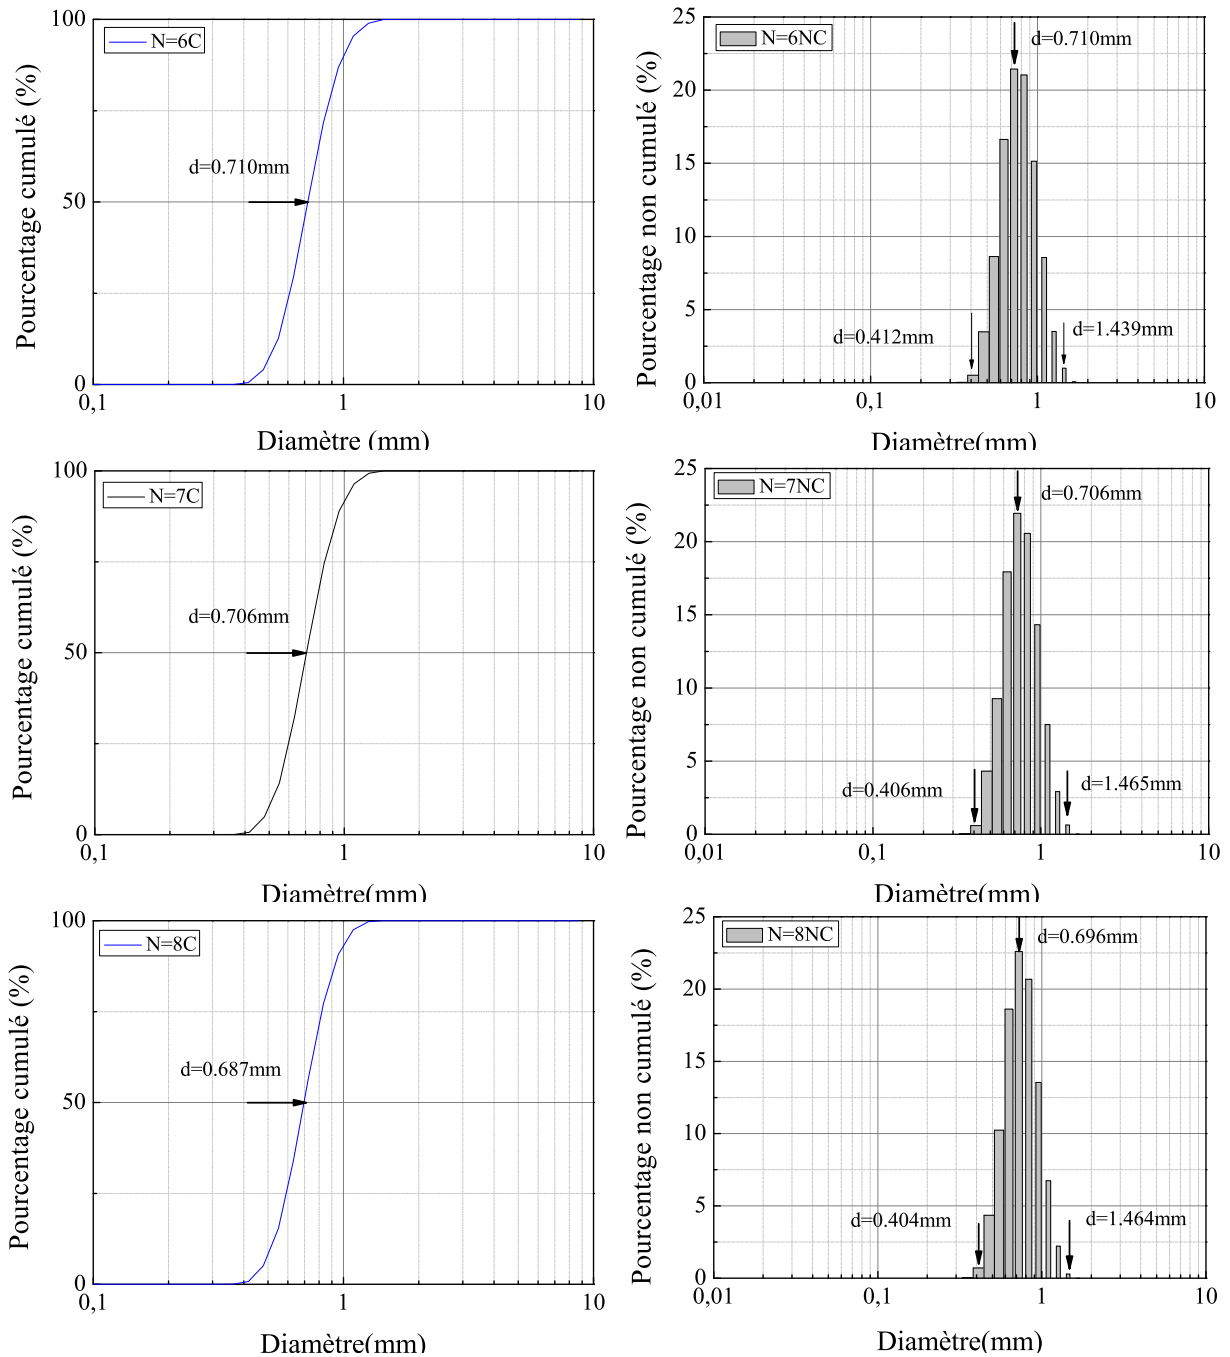 Pourcentage cumulé (%)
100
50
0
N=6C
d=0.710mm
0,1
1
10
Diamètre (mm)
Pourcentage non cumulé (%)
25
20
15
10
5
0
N=6NC
d=0.710mm
d=0.412mm
d=1.439mm
0,01
0,1
1
10
Diamètre(mm)
Pourcentage cumulé (%)
100
50
0
N=7C
d=0.706mm
0,1
1
10
Diamètre(mm)
Pourcentage non cumulé (%)
25
20
15
10
5
0
N=7NC
d=0.706mm
d=0.406mm
d=1.465mm
0,01
0,1
1
10
Diamètre(mm)
Pourcentage cumulé (%)
100
50
0
N=8C
d=0.687mm
0,1
1
10
Diamètre(mm)
Pourcentage non cumulé (%)
25
20
15
10
5
0
N=8NC
d=0.696mm
d=0.404mm
d=1.464mm
0,01
0,1
1
10
Diamètre(mm)